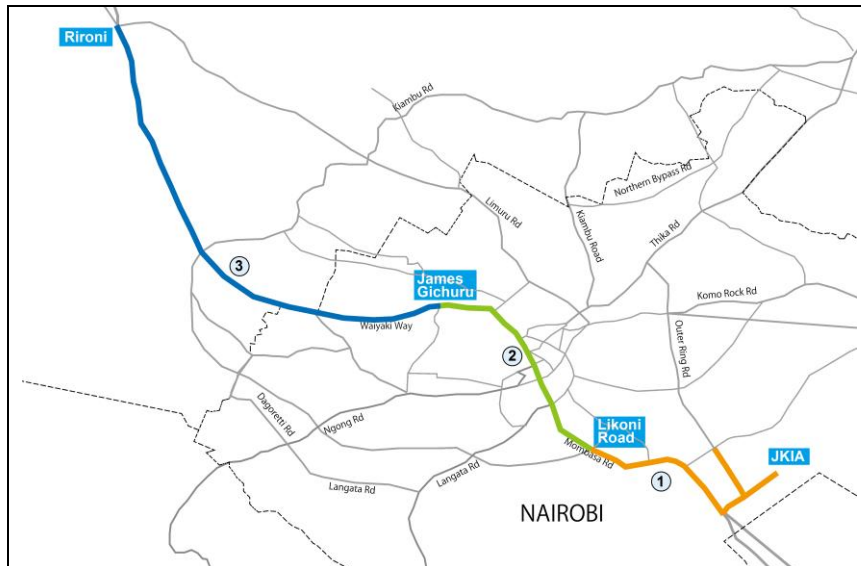 Rironi
Kiambu Rd
Northern Bypass Rd
Limuru Rd
Kiambu Road
Thika Rd
3
James
Gichuru
Komo Rock Rd
Waiyaki Way
Outer Ring Rd
2
Dagoretti Rd
Ngong Rd
Likoni
Road
Mombasa Rd
JKIA
Langata Rd
Langata Rd
1
NAIROBI